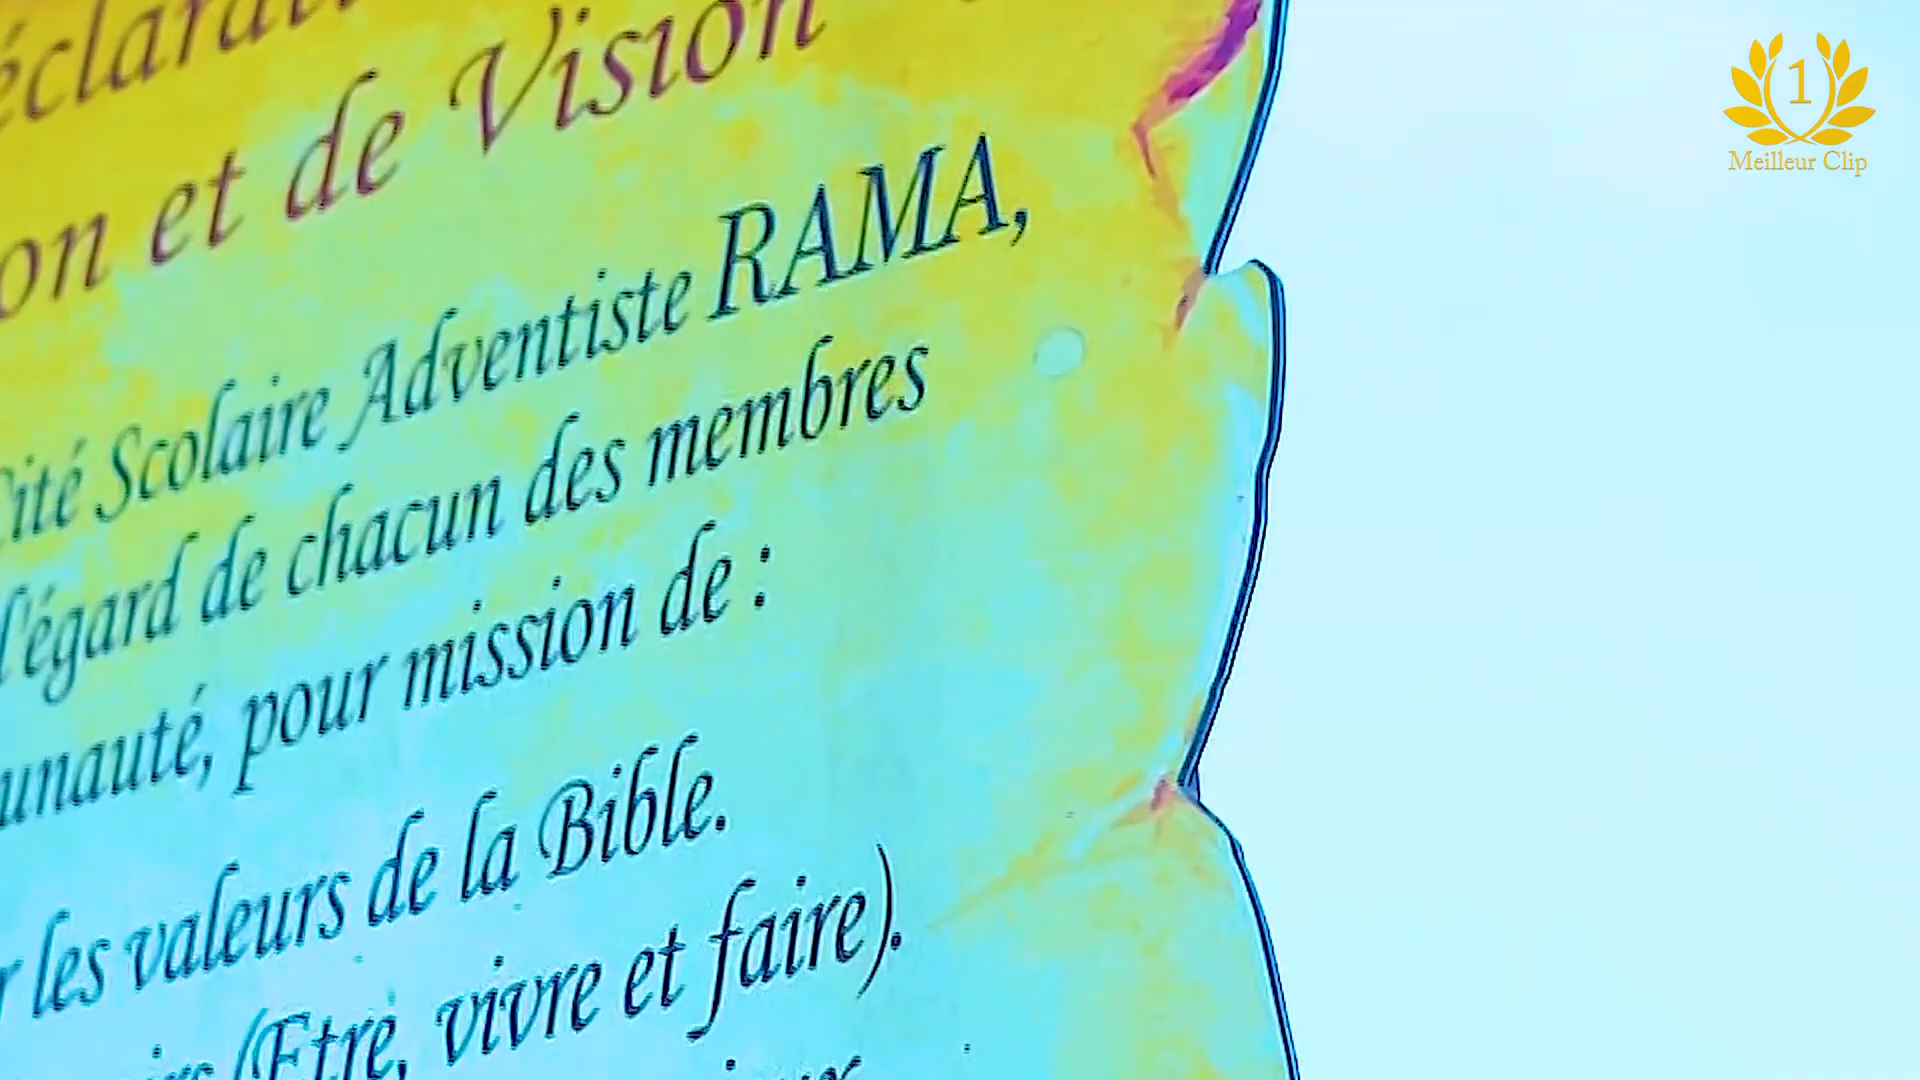 éclarat
on et de Vision
Cité Scolaire Adventiste RAMA,
l'égard de chacun des membres
unauté, pour mission de :
r les valeurs de la Bible.
(Etre, vivre et faire).
1
Meilleur Clip